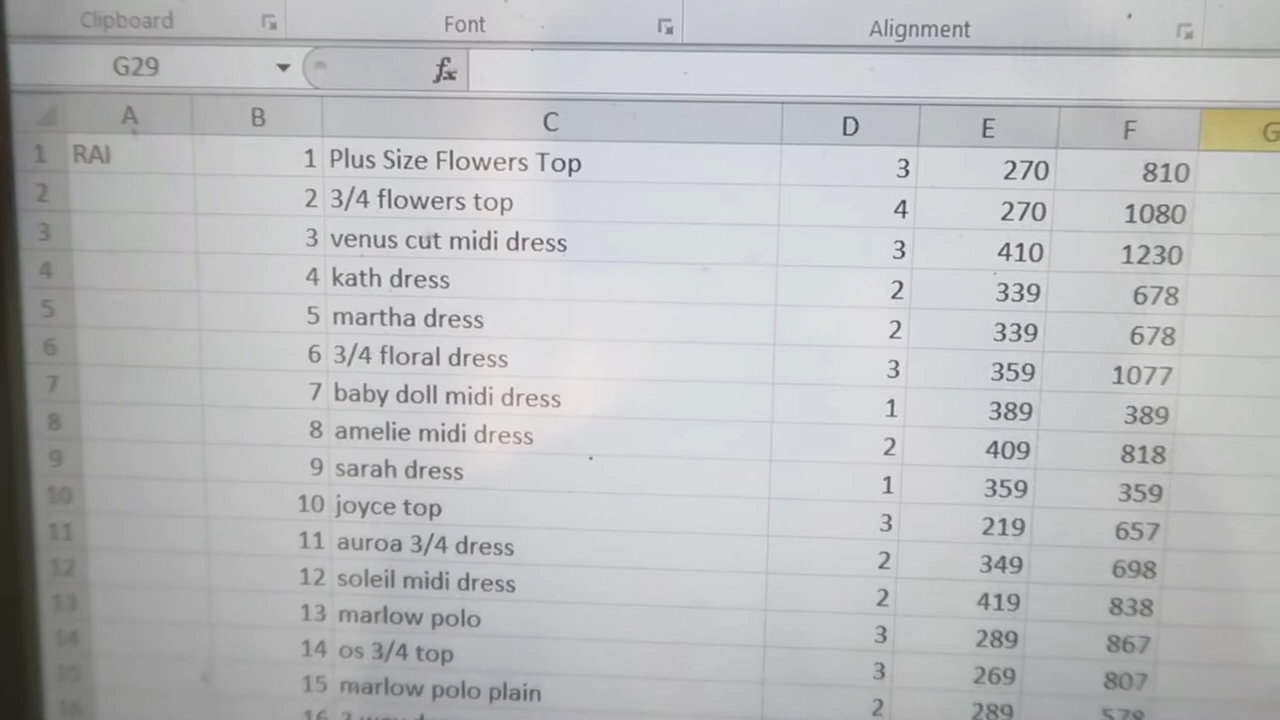 Clipboard Font Alignment
G29 fx
A B C D E F G
1 RAI 1 Plus Size Flowers Top 3 270 810
2 2 3/4 flowers top 4 270 1080
3 3 venus cut midi dress 3 410 1230
4 4 kath dress 2 339 678
5 5 martha dress 2 339 678
6 6 3/4 floral dress 3 359 1077
7 7 baby doll midi dress 1 389 389
8 8 amelie midi dress 2 409 818
9 9 sarah dress 1 359 359
10 10 joyce top 3 219 657
11 11 auroa 3/4 dress 2 349 698
12 12 soleil midi dress 2 419 838
13 13 marlow polo 3 289 867
14 14 os 3/4 top 3 269 807
15 15 marlow polo plain 2 289 578
16 16